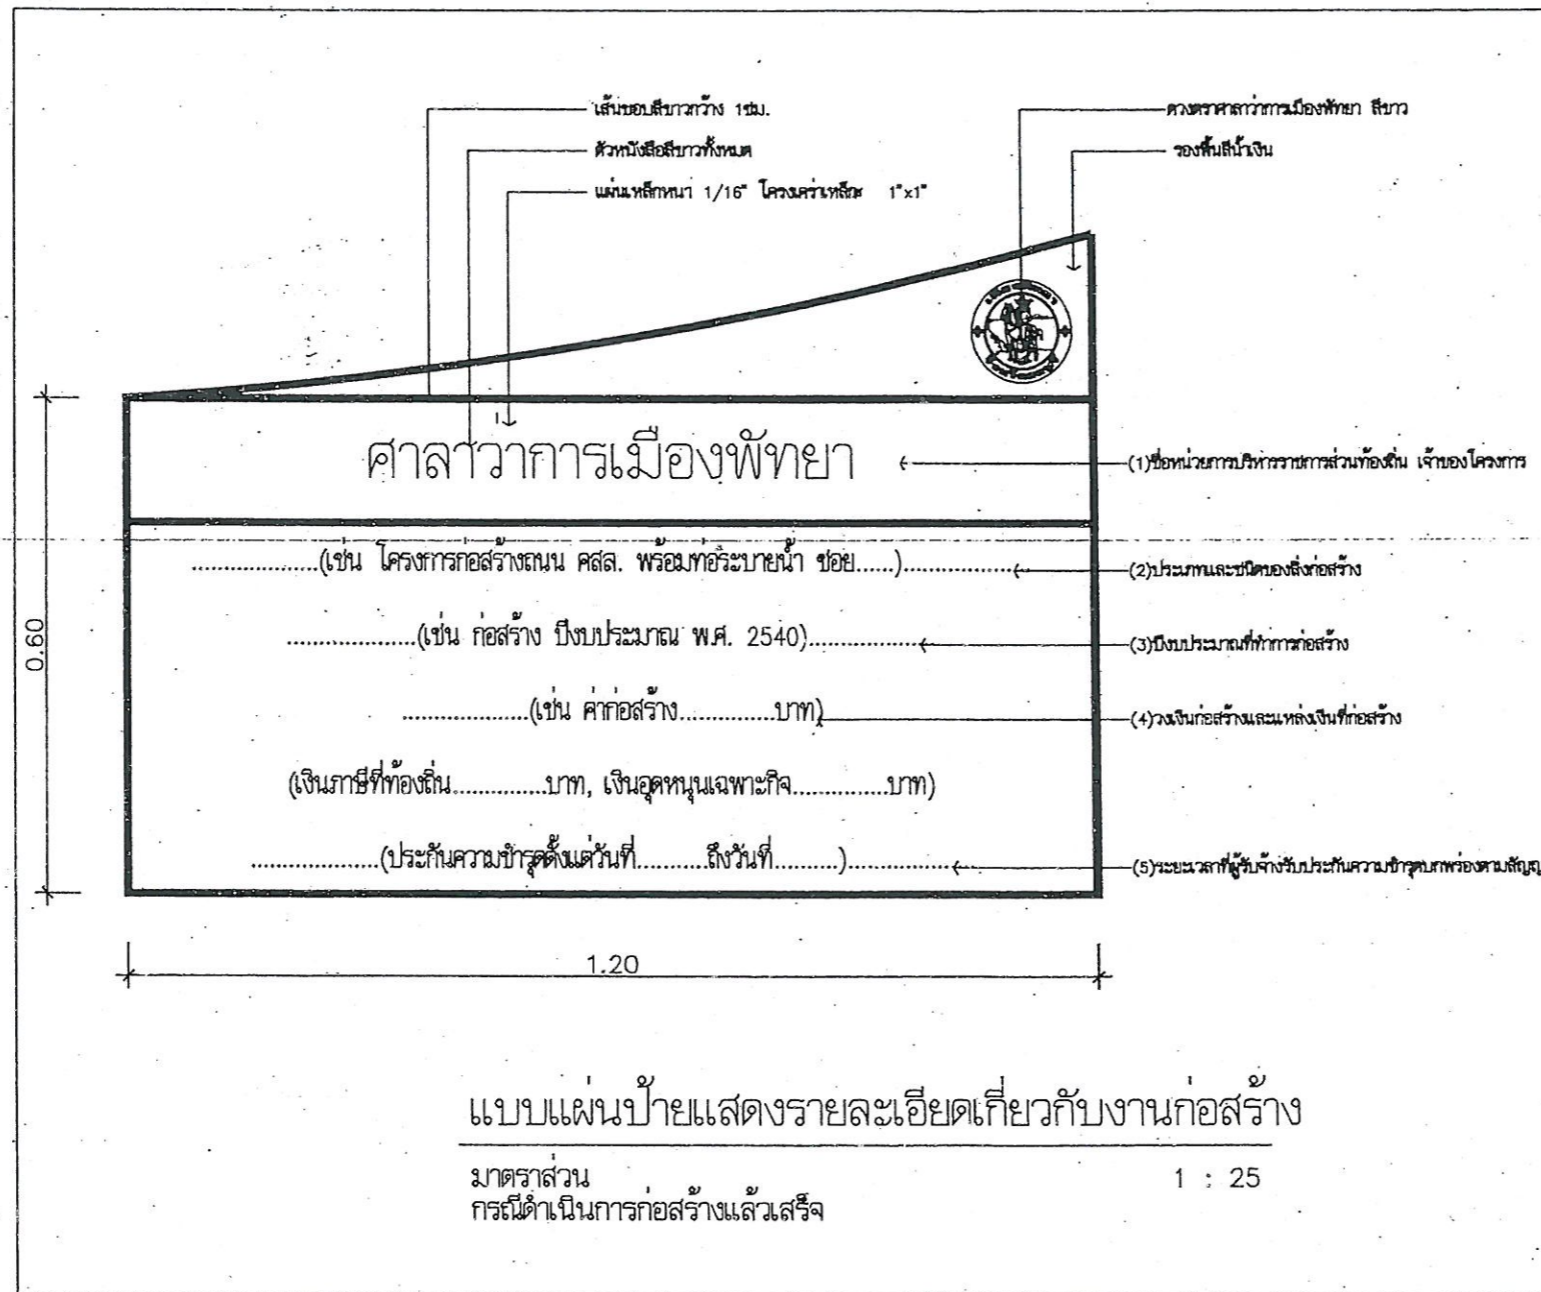 เส้นขอบสีขาวกว้าง 1ซม.
ดวงตราศาลาว่าการเมืองพัทยา สีขาว
ตัวหนังสือสีขาวทั้งหมด
รองพื้นสีน้ำเงิน
แผ่นเหล็กหนา 1/16" โครงเคร่าเหล็กฉาก 1"x1"
ศาลาว่าการเมืองพัทยา
(1)ชื่อหน่วยการบริหารราชการส่วนท้องถิ่น เจ้าของโครงการ
...................(เช่น โครงการก่อสร้างถนน คสล. พร้อมท่อระบายน้ำ ซอย......)................
(2)ประเภทและชนิดของสิ่งก่อสร้าง
...................(เช่น ก่อสร้าง ปีงบประมาณ พ.ศ. 2540)................
(3)ปีงบประมาณที่ทำการก่อสร้าง
...................(เช่น ค่าก่อสร้าง..............บาท)
(4)วงเงินก่อสร้างและแหล่งเงินที่ก่อสร้าง
(เงินภาษีที่ท้องถิ่น..............บาท, เงินอุดหนุนเฉพาะกิจ..............บาท)
...................(ประกันความชำรุดตั้งแต่วันที่..........ถึงวันที่.........)................
(5)ระยะเวลาที่ผู้รับจ้างรับประกันความชำรุดบกพร่องตามสัญญ
0.60
1.20
แบบแผ่นป้ายแสดงรายละเอียดเกี่ยวกับงานก่อสร้าง
มาตราส่วน 1 : 25
กรณีดำเนินการก่อสร้างแล้วเสร็จ